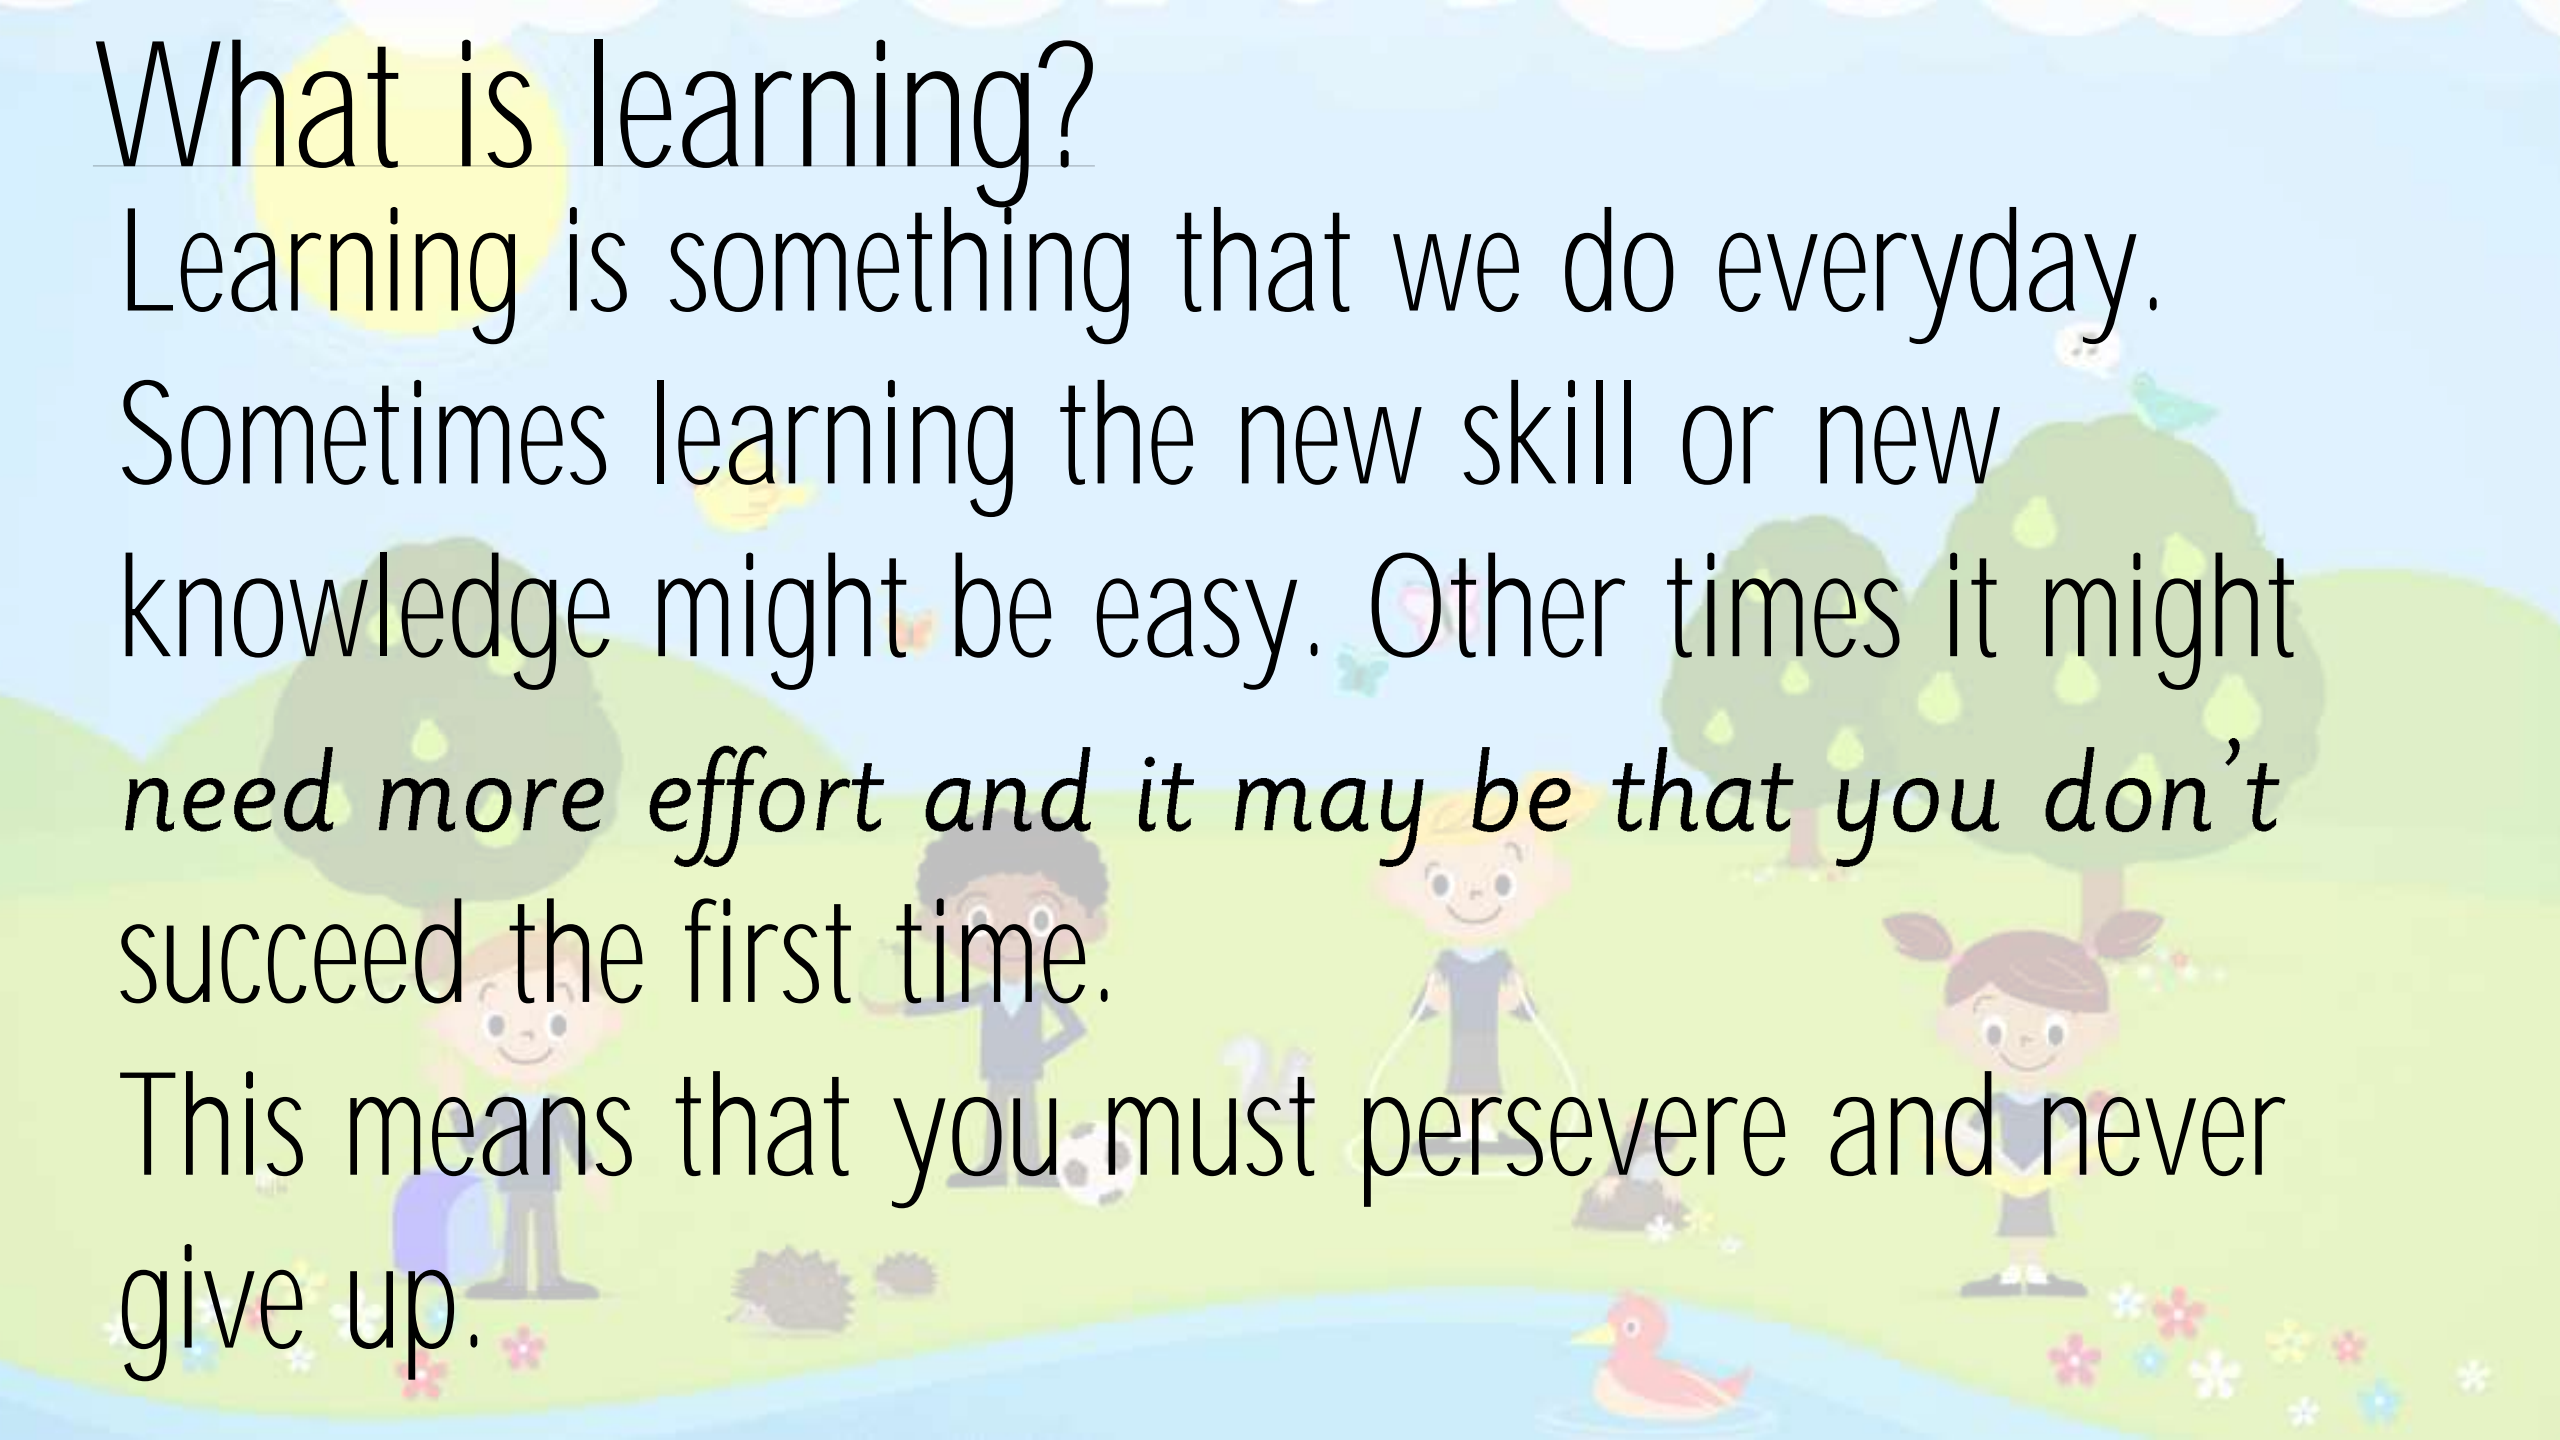 What is learning?
Learning is something that we do everyday.
Sometimes learning the new skill or new
knowledge might be easy. Other times it might
need more effort and it may be that you don’t
succeed the first time.
This means that you must persevere and never
give up.